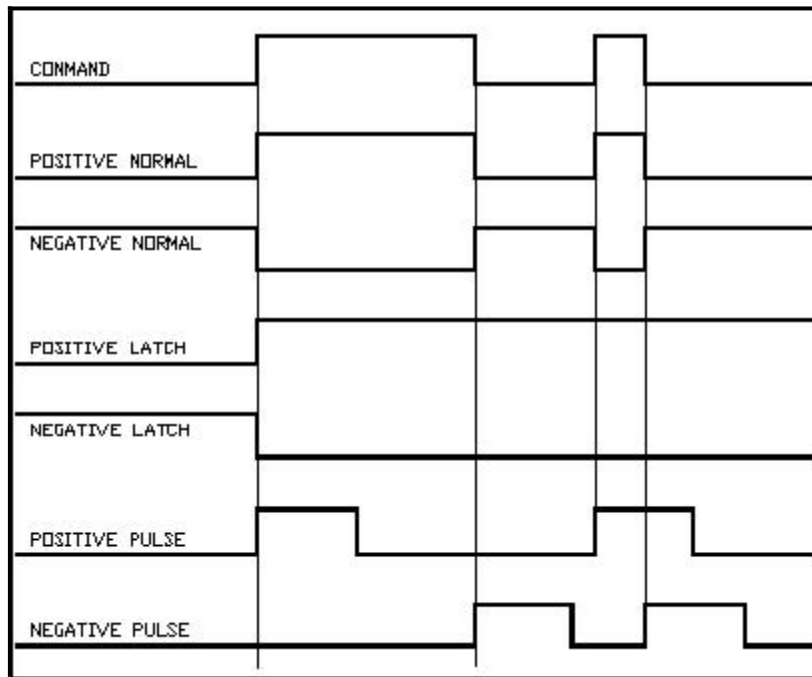 CONMAND
POSITIVE NORMAL
NEGATIVE NORMAL
POSITIVE LATCH
NEGATIVE LATCH
POSITIVE PULSE
NEGATIVE PULSE